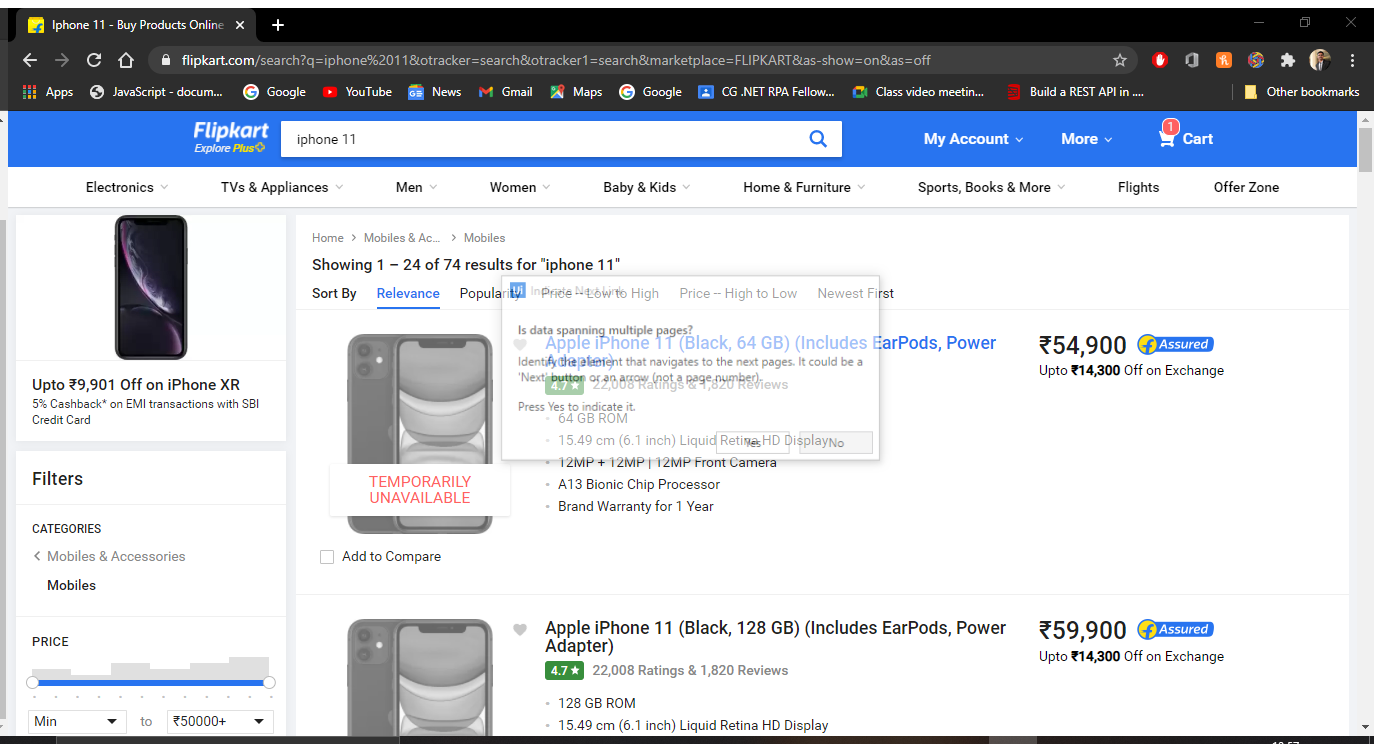 Iphone 11 - Buy Products Online
flipkart.com/search?q=iphone%2011&otracker=search&otracker1=search&marketplace=FLIPKART&as-show=on&as=off
Apps JavaScript - docum... Google YouTube News Gmail Maps Google CG .NET RPA Fellow... Class video meetin... Build a REST API in .... Other bookmarks
Flipkart
Explore Plus
iphone 11
My Account More 1 Cart
Electronics TVs & Appliances Men Women Baby & Kids Home & Furniture Sports, Books & More Flights Offer Zone
Upto ₹9,901 Off on iPhone XR
5% Cashback* on EMI transactions with SBI
Credit Card
Filters
CATEGORIES
Mobiles & Accessories
Mobiles
PRICE
Min to ₹50000+
Home > Mobiles & Ac... > Mobiles
Showing 1 – 24 of 74 results for "iphone 11"
Sort By Relevance Popularity Price -- Low to High Price -- High to Low Newest First
Ui Indicate Next Link
Is data spanning multiple pages?
Identify the element that navigates to the next pages. It could be a
'Next' button or an arrow (not a page number).
Press Yes to indicate it.
Yes No
Apple iPhone 11 (Black, 64 GB) (Includes EarPods, Power
Adapter)
4.7★ 22,008 Ratings & 1,820 Reviews
64 GB ROM
15.49 cm (6.1 inch) Liquid Retina HD Display
12MP + 12MP | 12MP Front Camera
A13 Bionic Chip Processor
Brand Warranty for 1 Year
₹54,900 Assured
Upto ₹14,300 Off on Exchange
TEMPORARILY
UNAVAILABLE
Add to Compare
Apple iPhone 11 (Black, 128 GB) (Includes EarPods, Power
Adapter)
4.7★ 22,008 Ratings & 1,820 Reviews
128 GB ROM
15.49 cm (6.1 inch) Liquid Retina HD Display
₹59,900 Assured
Upto ₹14,300 Off on Exchange